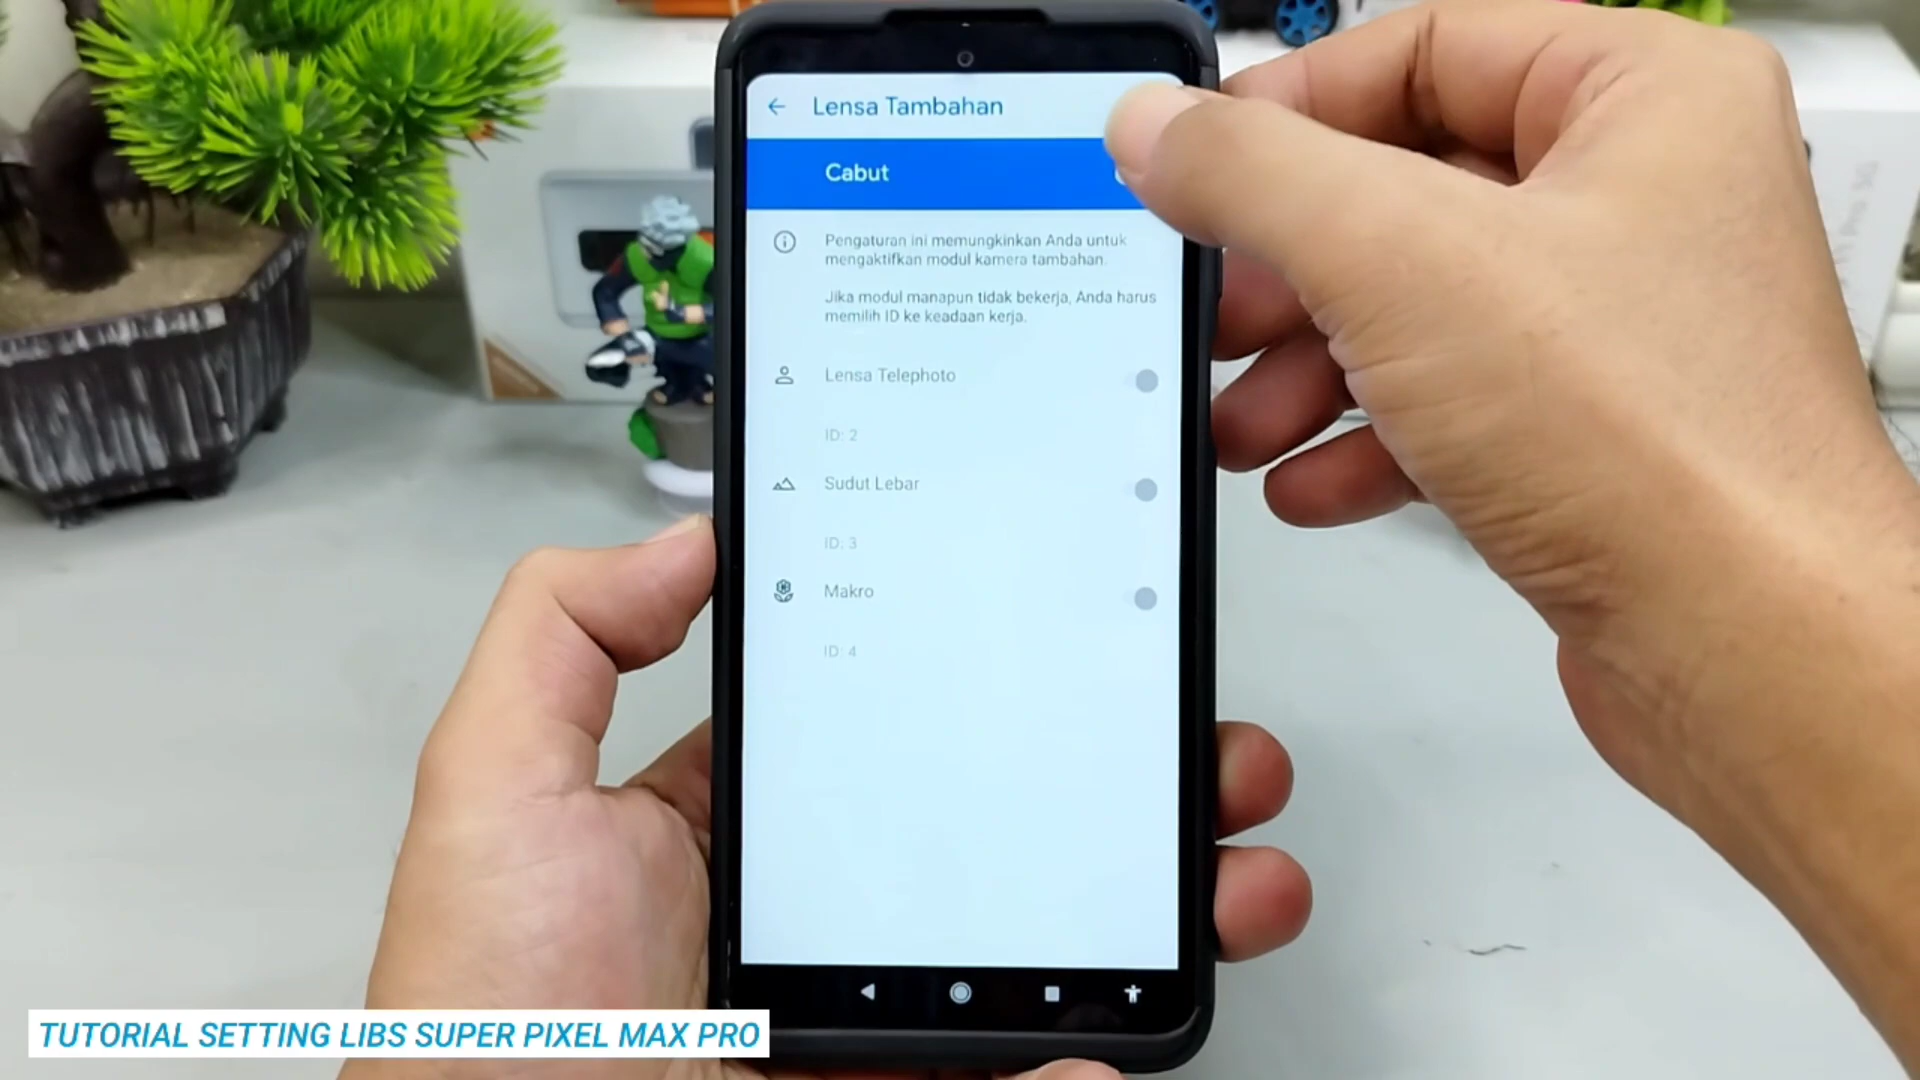 Lensa Tambahan
Cabut
Pengaturan ini memungkinkan Anda untuk
mengaktifkan modul kamera tambahan.
Jika modul manapun tidak bekerja, Anda harus
memilih ID ke keadaan kerja.
Lensa Telephoto
ID: 2
Sudut Lebar
ID: 3
Makro
ID: 4
TUTORIAL SETTING LIBS SUPER PIXEL MAX PRO